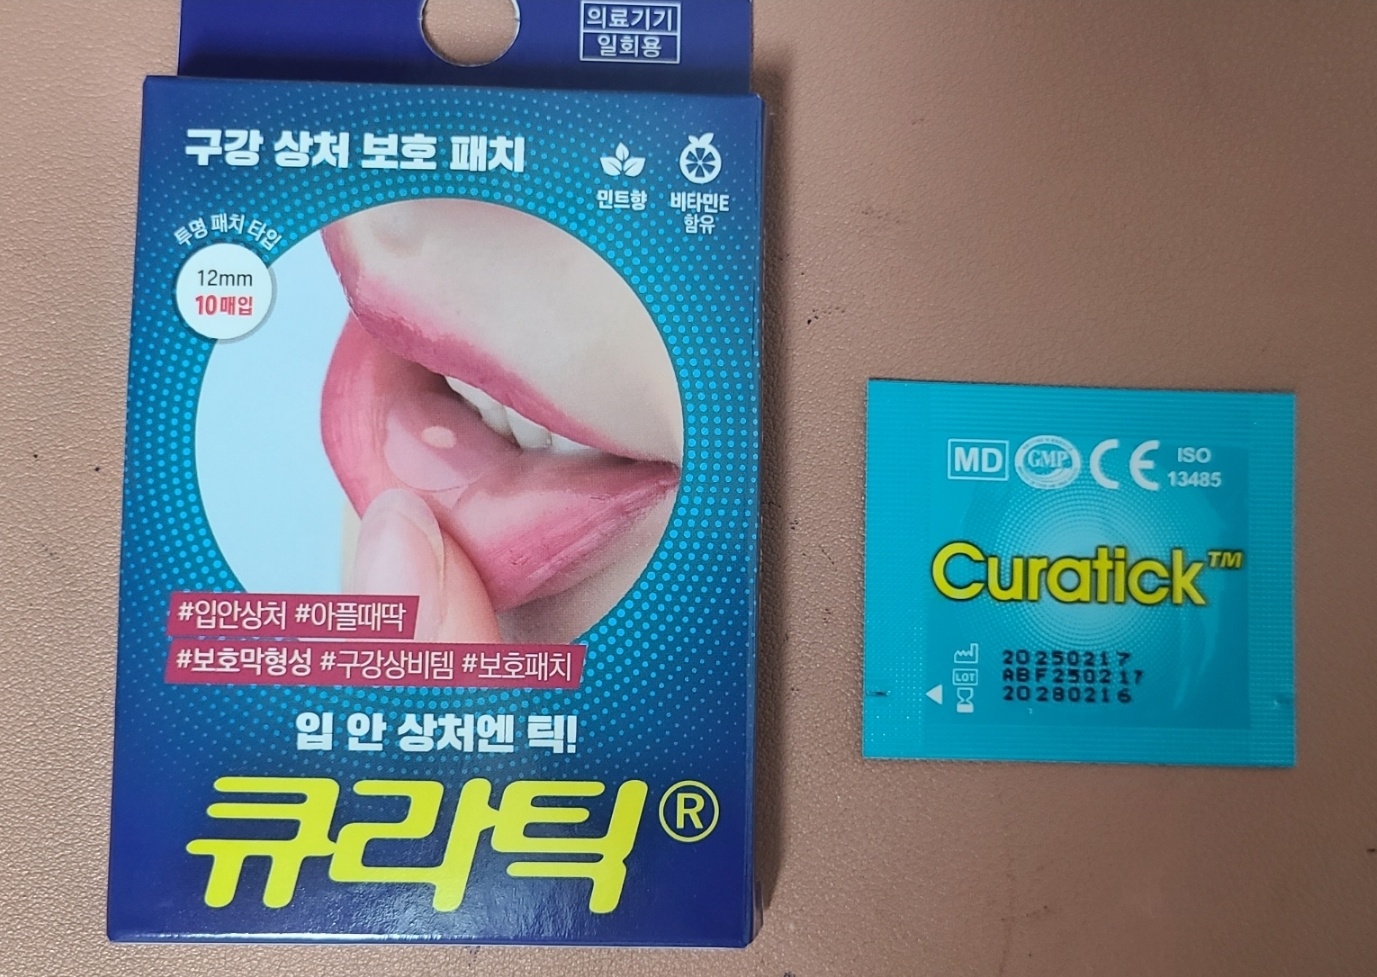 의료기기
일회용
구강 상처 보호 패치
민트향
비타민E
함유
투명 패치 타입
12mm
10매입
#입안상처 #아플때딱
#보호막형성 #구강상비템 #보호패치
입 안 상처엔 틱!
큐라틱®
MD
GMP
CE
ISO
13485
Curatick™
20250217
LOT
ABF250217
20280216